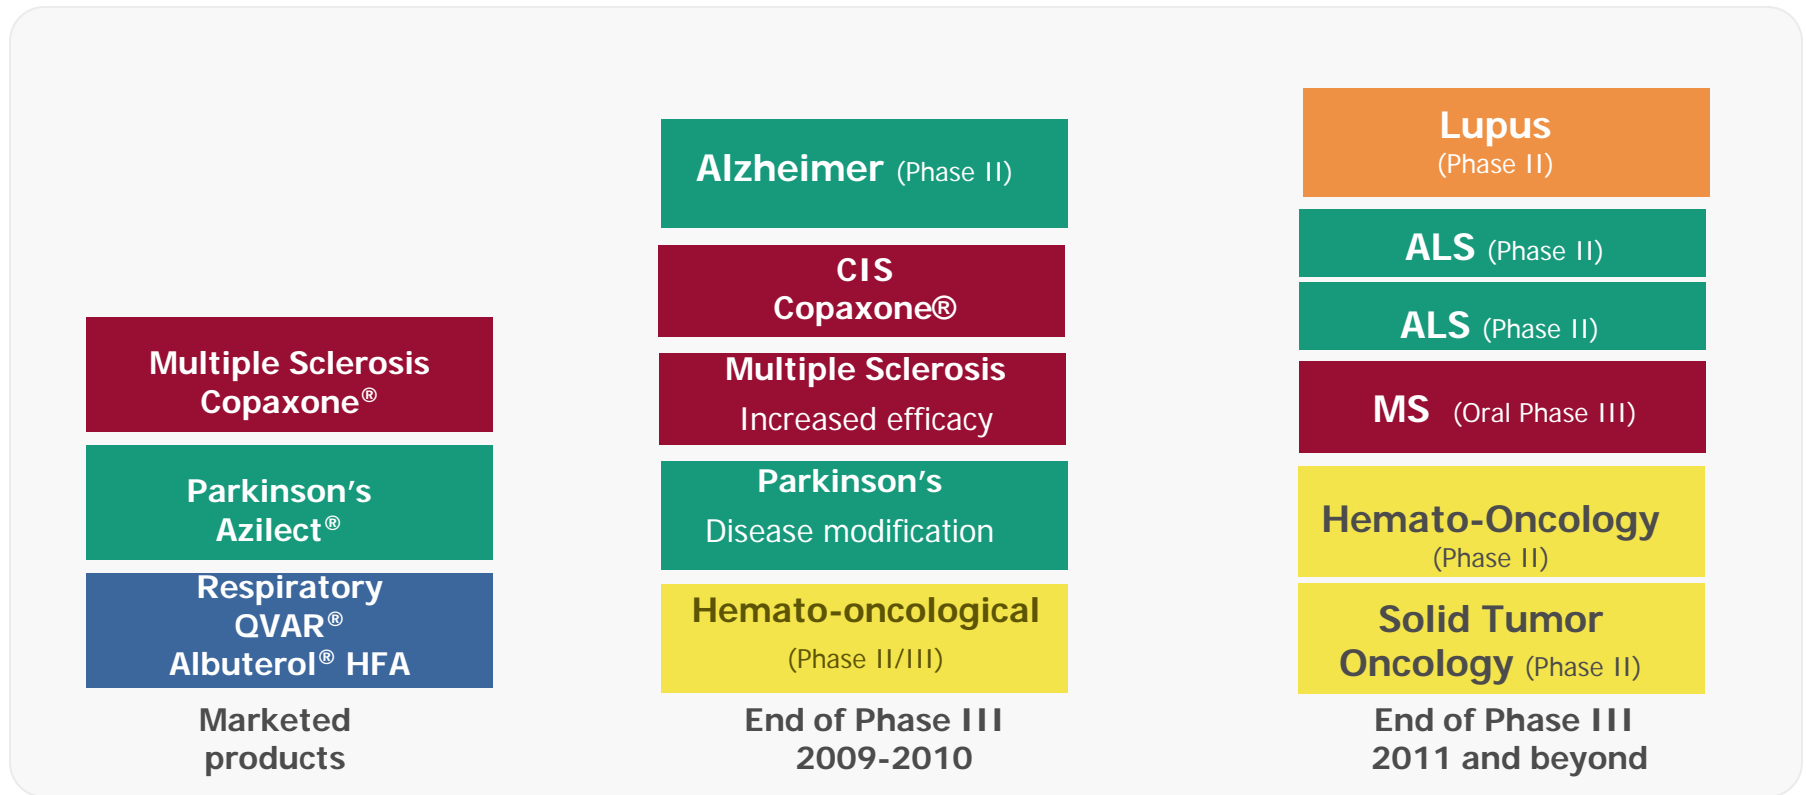 Multiple Sclerosis
Copaxone®
Parkinson's
Azilect®
Respiratory
QVAR®
Albuterol® HFA
Marketed
products
Alzheimer (Phase II)
CIS
Copaxone®
Multiple Sclerosis
Increased efficacy
Parkinson's
Disease modification
Hemato-oncological
(Phase II/III)
End of Phase III
2009-2010
Lupus
(Phase II)
ALS (Phase II)
ALS (Phase II)
MS (Oral Phase III)
Hemato-Oncology
(Phase II)
Solid Tumor
Oncology (Phase II)
End of Phase III
2011 and beyond